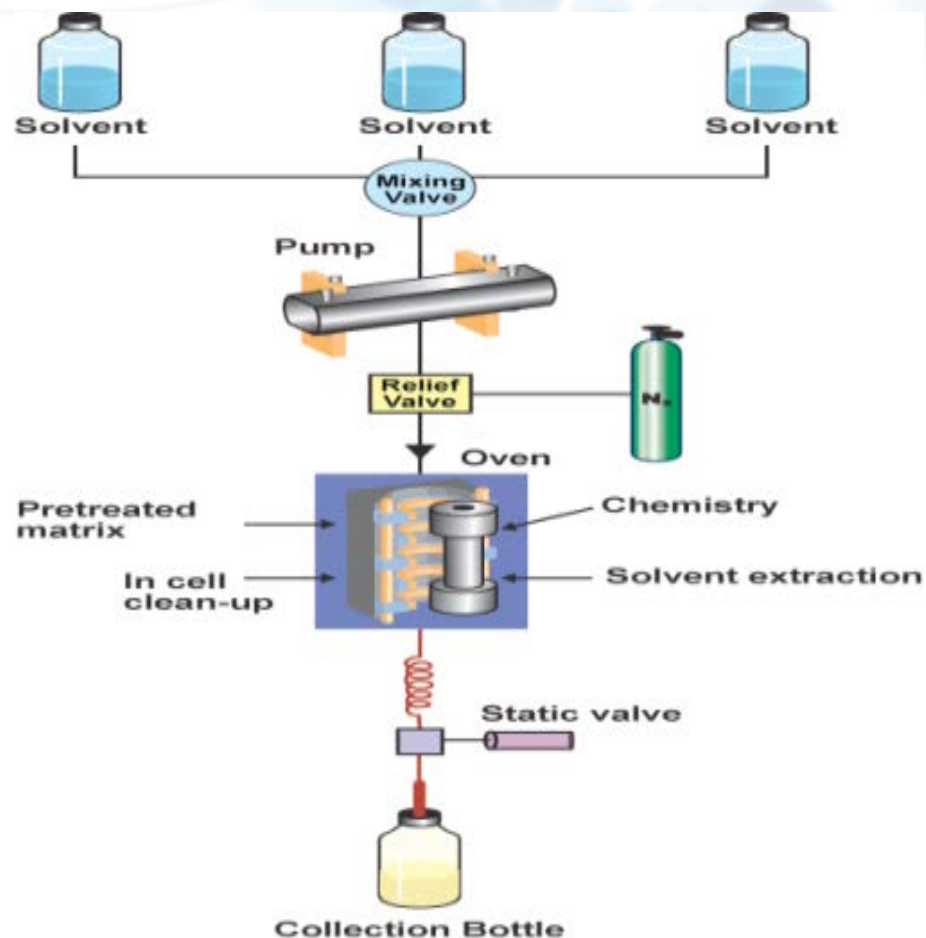 Solvent
Solvent
Solvent
Mixing
Valve
Pump
Relief
Valve
N₂
Oven
Pretreated
matrix
Chemistry
In cell
clean-up
Solvent extraction
Static valve
Collection Bottle